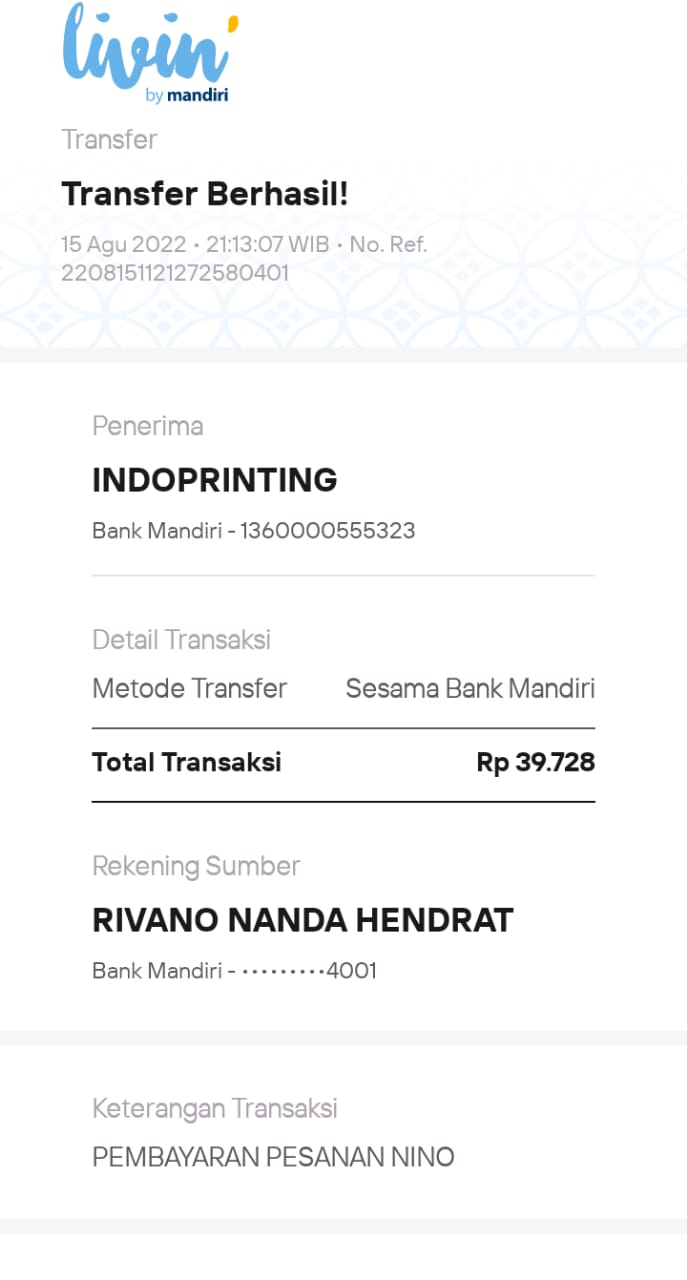 livin'
by mandiri
Transfer
Transfer Berhasil!
15 Agu 2022 • 21:13:07 WIB • No. Ref.
2208151121272580401
Penerima
INDOPRINTING
Bank Mandiri - 1360000555323
Detail Transaksi
Metode Transfer Sesama Bank Mandiri
Total Transaksi Rp 39.728
Rekening Sumber
RIVANO NANDA HENDRAT
Bank Mandiri - •••••••••4001
Keterangan Transaksi
PEMBAYARAN PESANAN NINO